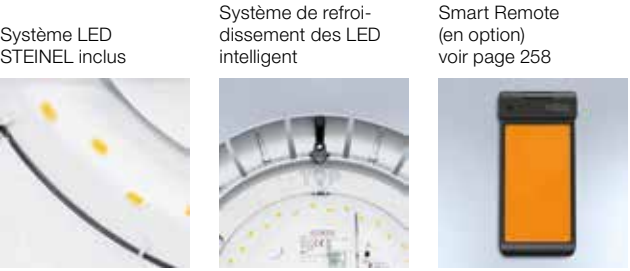 Système LED
STEINEL inclus
Système de refroi-
dissement des LED
intelligent
Smart Remote
(en option)
voir page 258